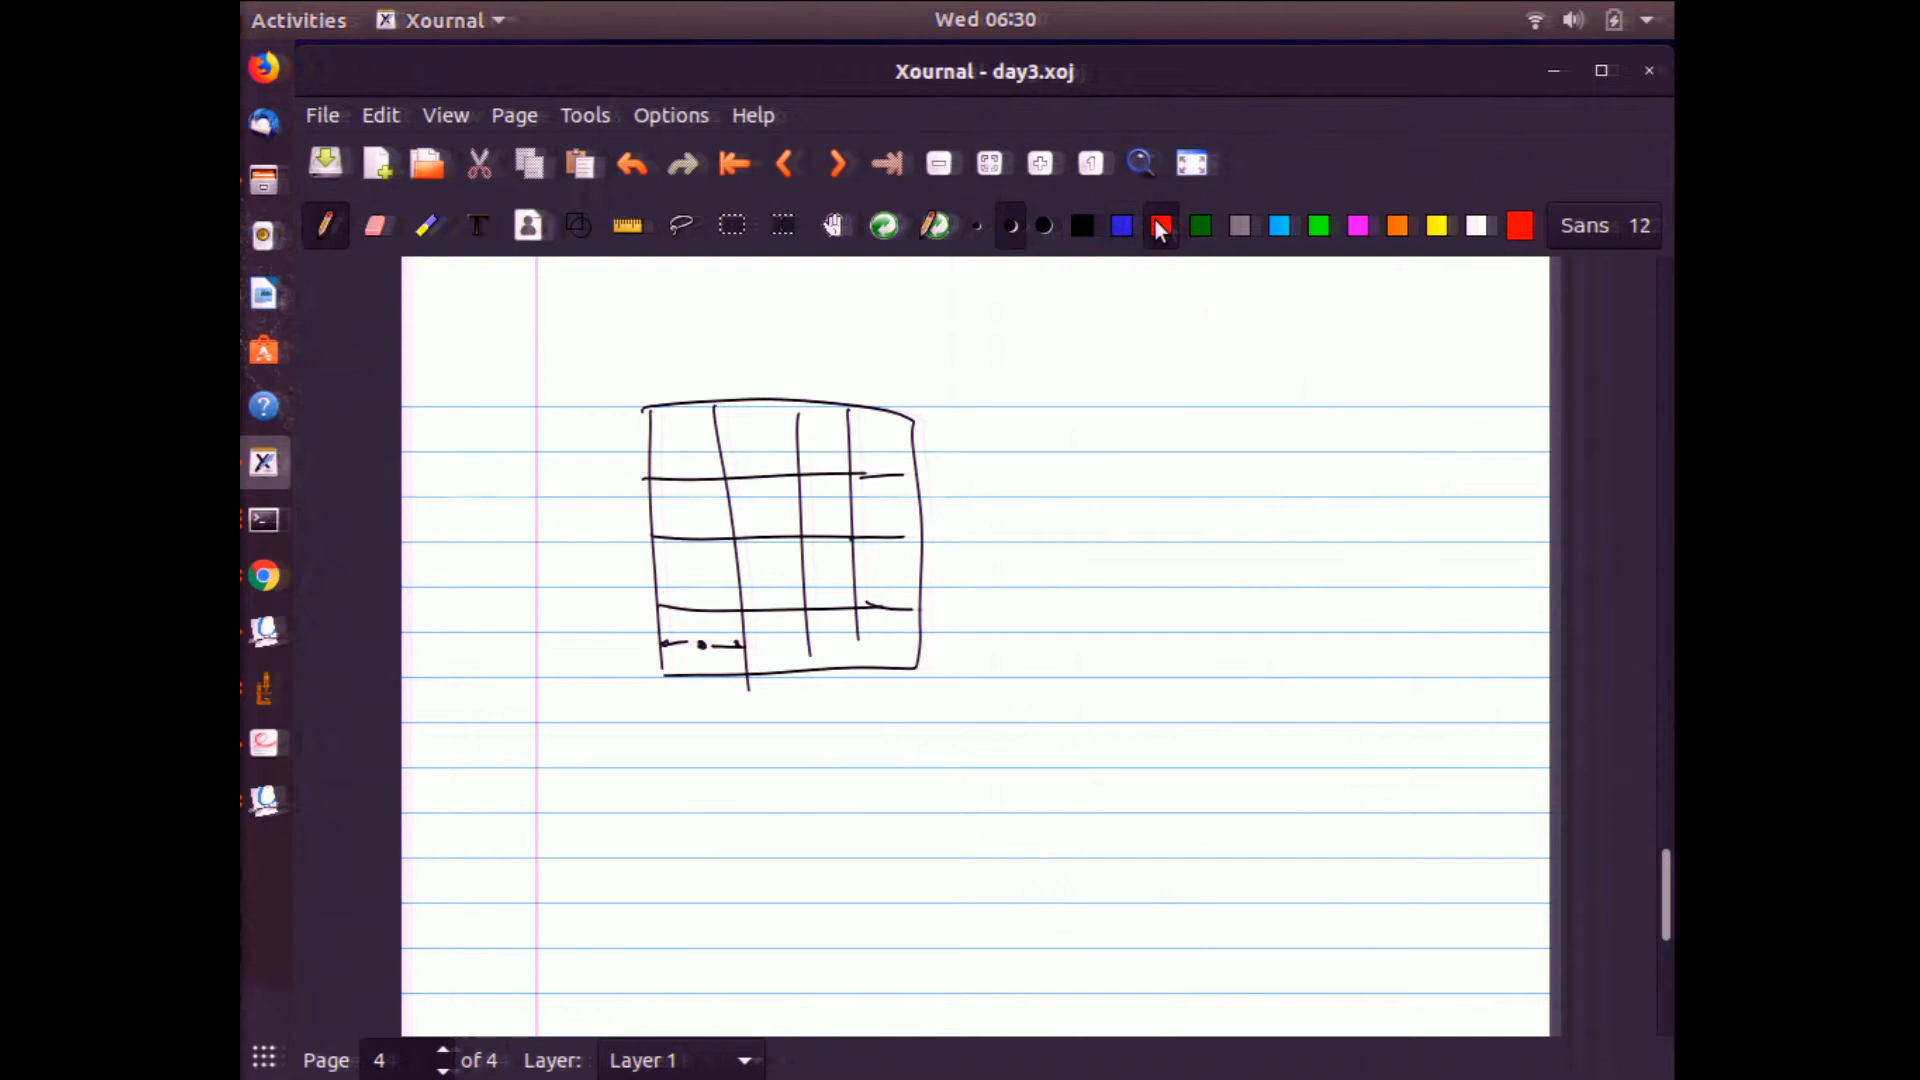 Activities Xournal Wed 06:30
Xournal - day3.xoj
File Edit View Page Tools Options Help
Sans 12
Page 4 of 4 Layer: Layer 1